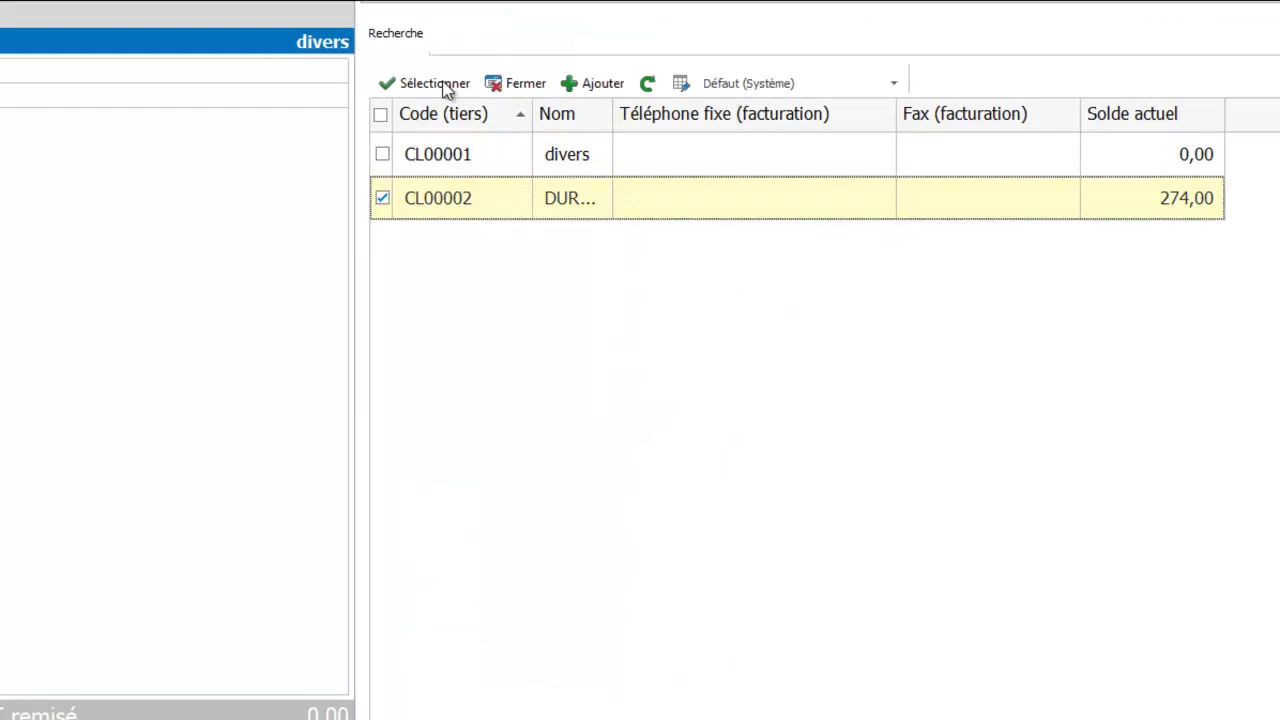 divers
Recherche
Sélectionner Fermer Ajouter Défaut (Système)
Code (tiers) Nom Téléphone fixe (facturation) Fax (facturation) Solde actuel
CL00001 divers 0,00
CL00002 DUR... 274,00
remisé 0.00